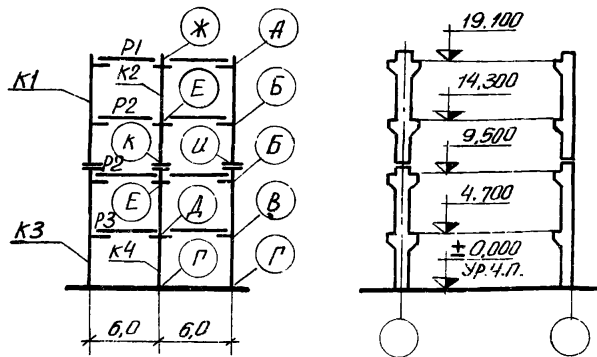 Р1
Ж
А
К2
К1
Е
Б
Р2
К
И
Р2
Б
Е
Д
В
Р3
К3
К4
Г
Г
6,0
6,0
19.100
14,300
9,500
4.700
± 0,000
УР.Ч.П.